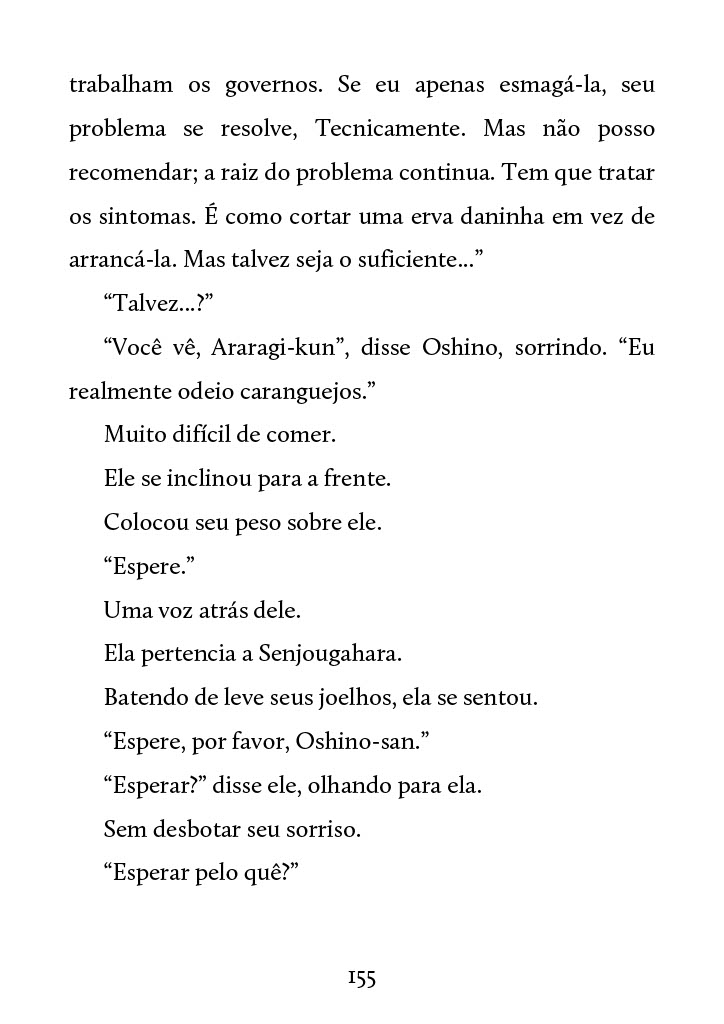 trabalham os governos. Se eu apenas esmagá-la, seu
problema se resolve, Tecnicamente. Mas não posso
recomendar; a raiz do problema continua. Tem que tratar
os sintomas. É como cortar uma erva daninha em vez de
arrancá-la. Mas talvez seja o suficiente...”
“Talvez...?”
“Você vê, Araragi-kun”, disse Oshino, sorrindo. “Eu
realmente odeio caranguejos.”
Muito difícil de comer.
Ele se inclinou para a frente.
Colocou seu peso sobre ele.
“Espere.”
Uma voz atrás dele.
Ela pertencia a Senjougahara.
Batendo de leve seus joelhos, ela se sentou.
“Espere, por favor, Oshino-san.”
“Esperar?” disse ele, olhando para ela.
Sem desbotar seu sorriso.
“Esperar pelo quê?”
155